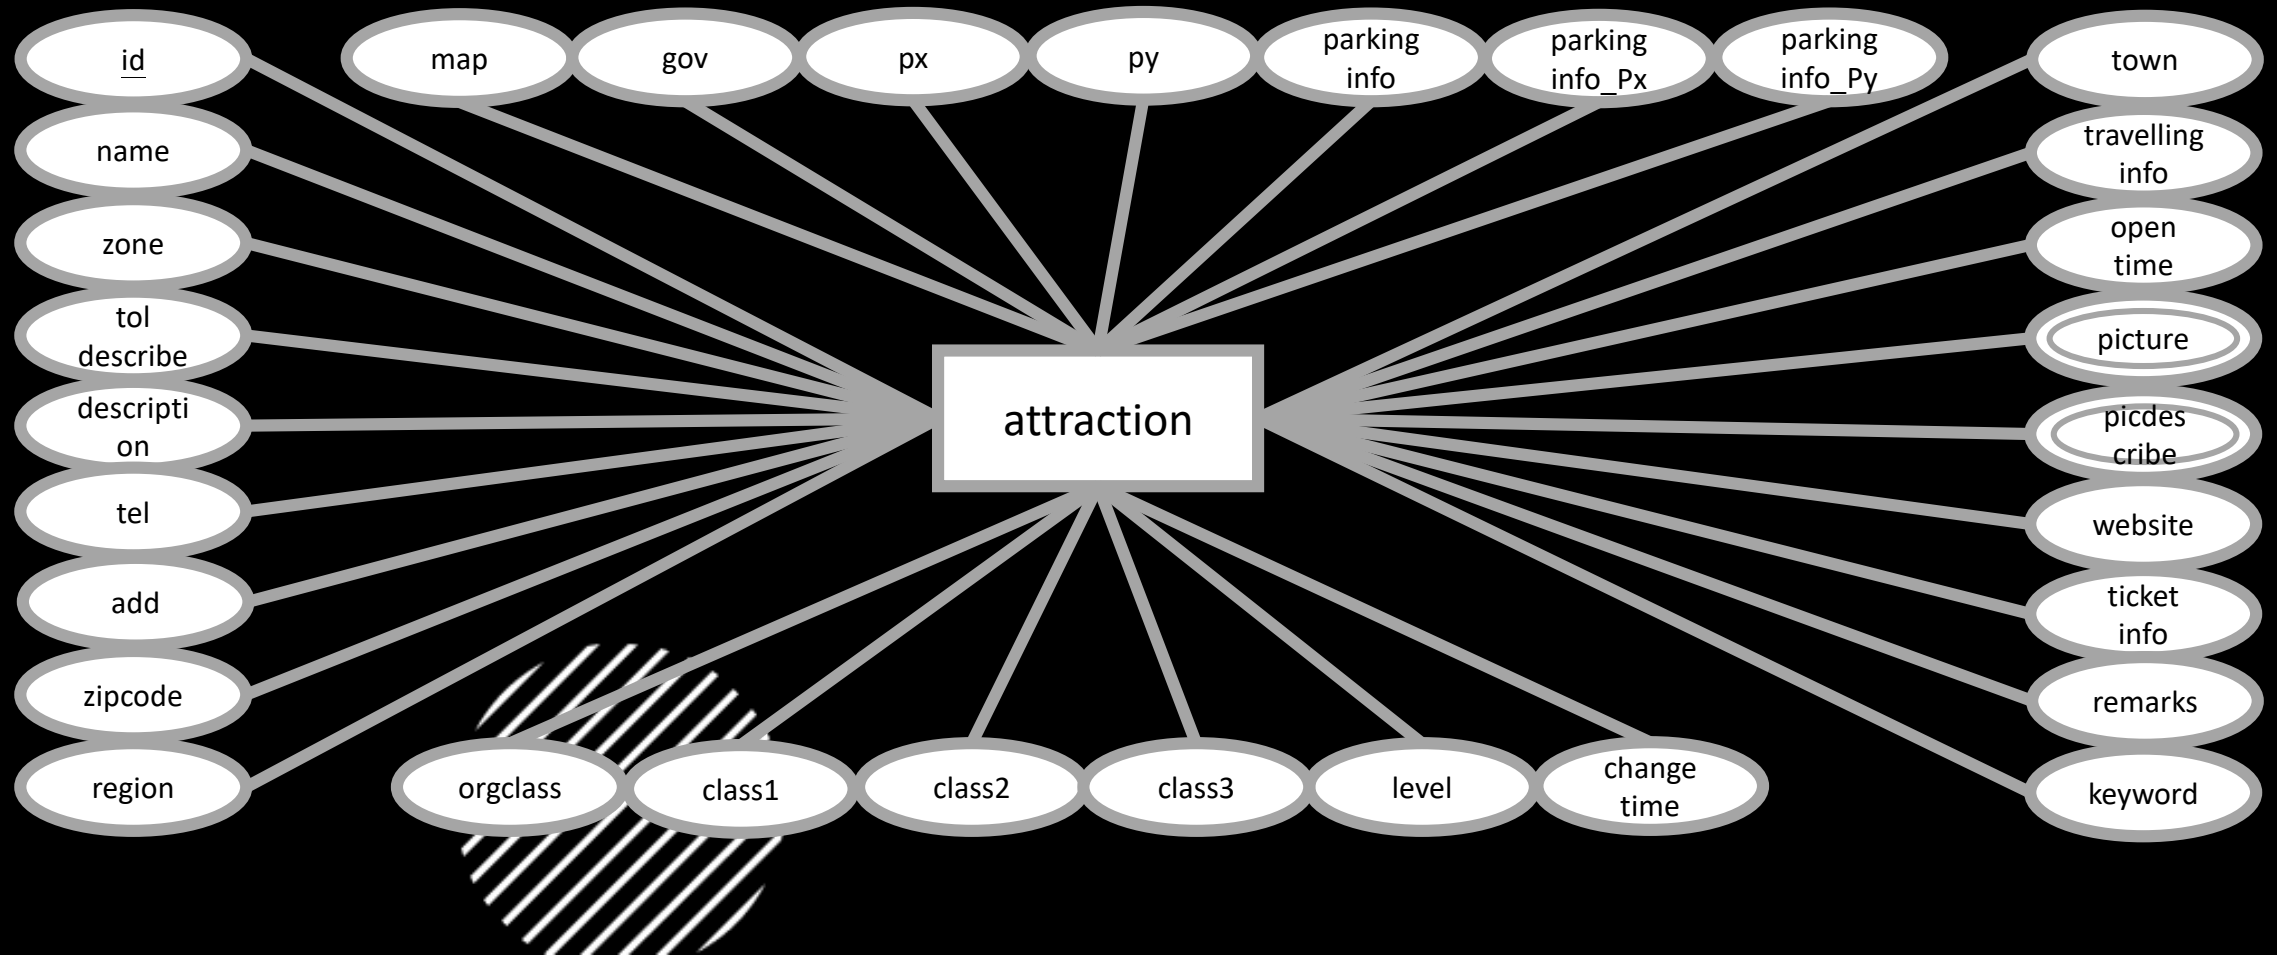 id
map
gov
px
py
parking
info
parking
info_Px
parking
info_Py
town
name
travelling
info
zone
open
time
tol
describe
picture
descripti
on
attraction
picdes
cribe
tel
website
add
ticket
info
zipcode
remarks
region
orgclass
class1
class2
class3
level
change
time
keyword